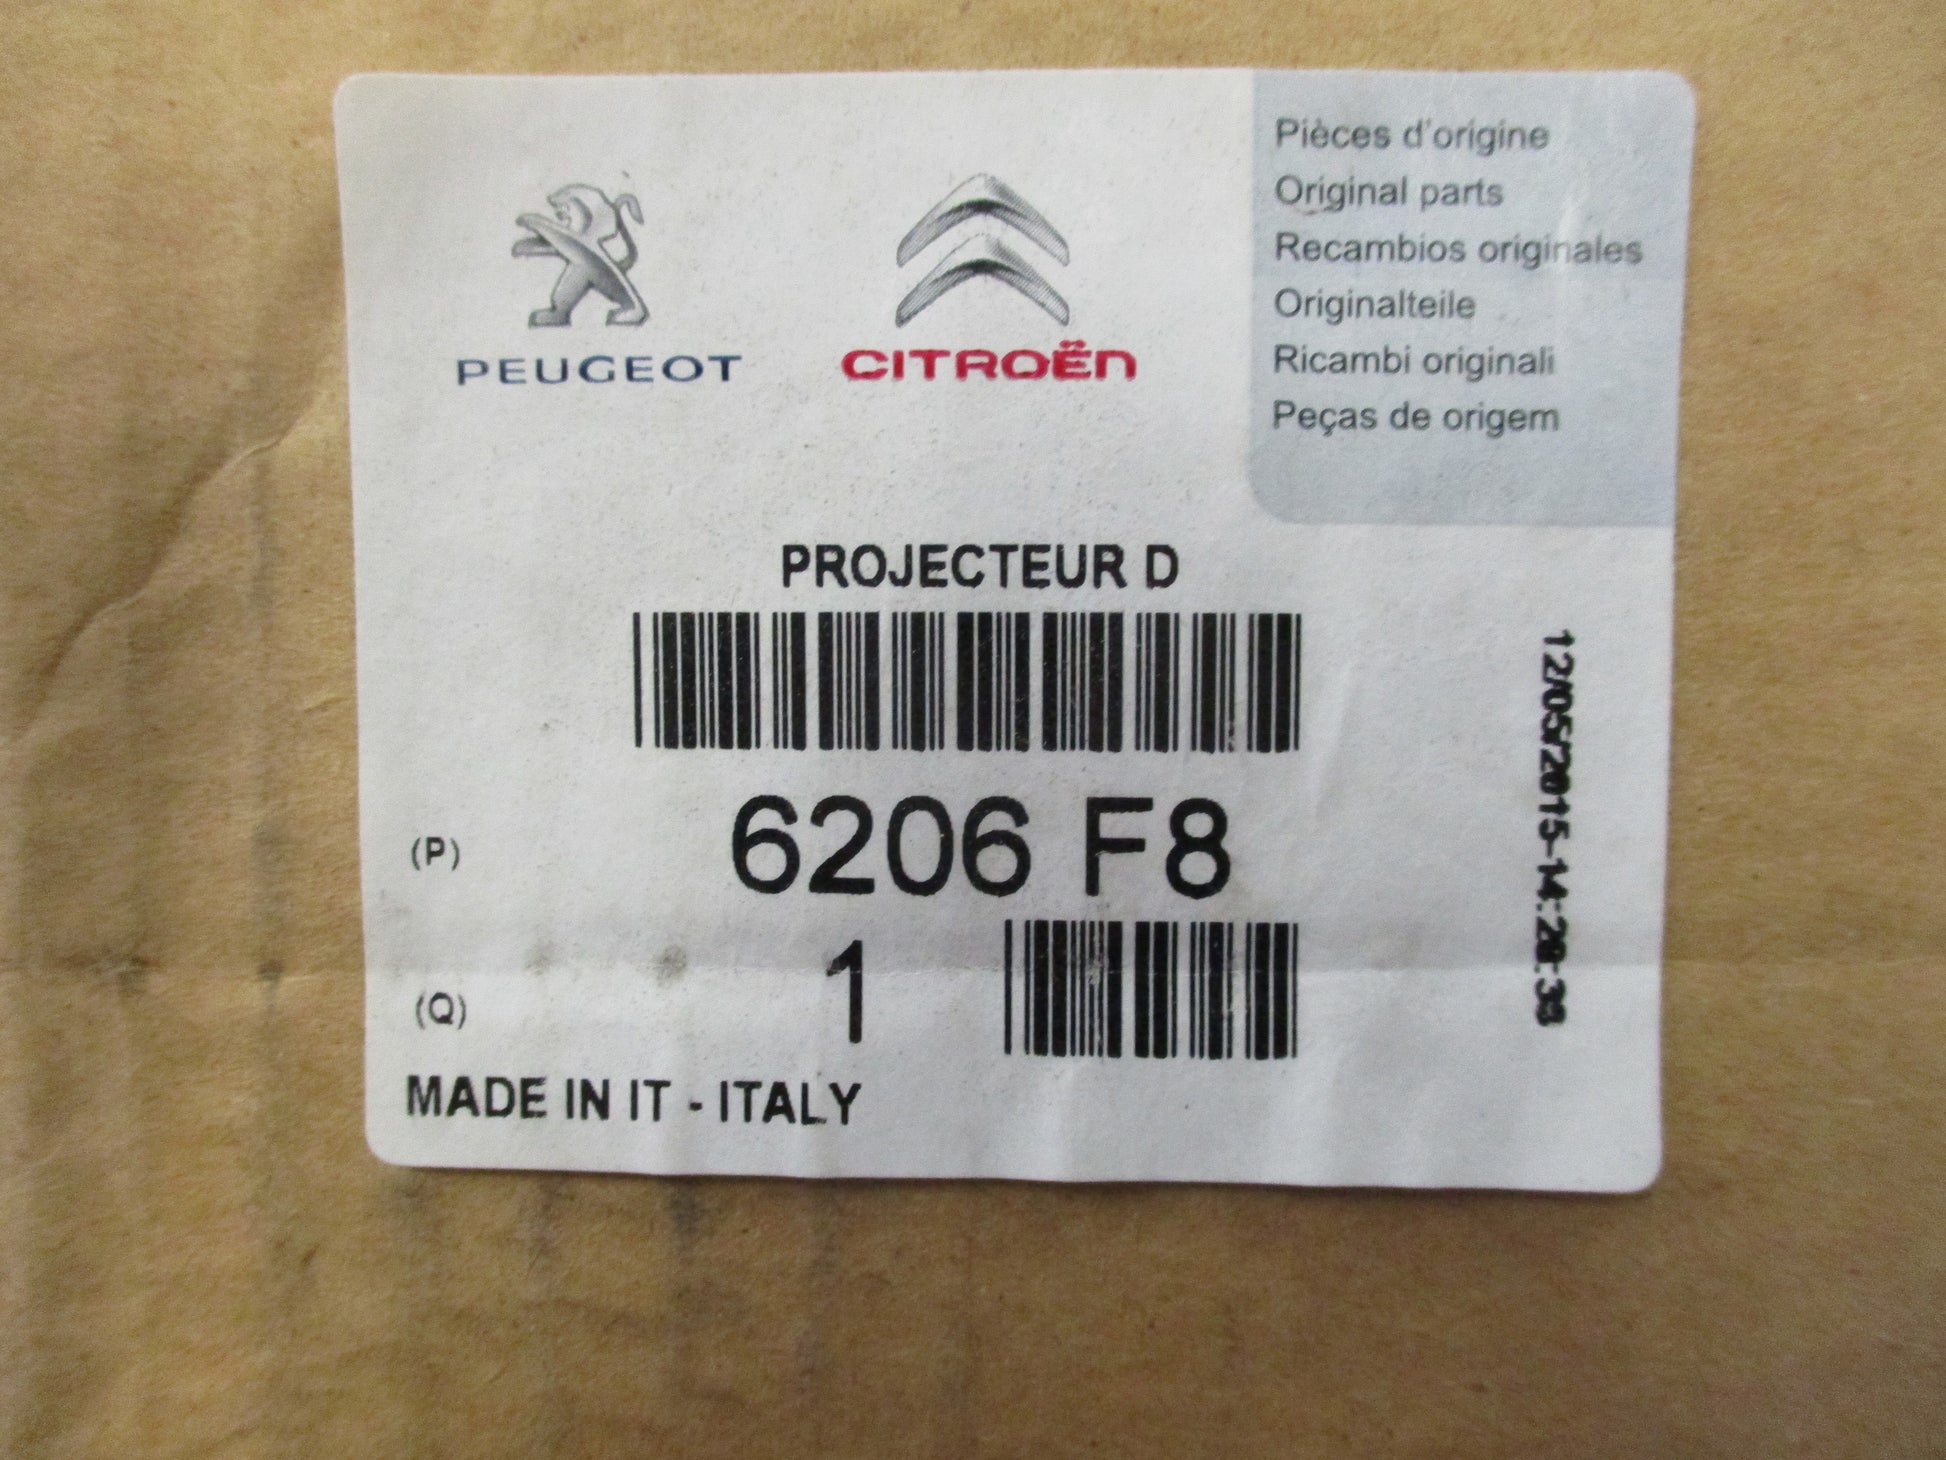 PEUGEOT
CITROËN
Pièces d'origine
Original parts
Recambios originales
Originalteile
Ricambi originali
Peças de origem
PROJECTEUR D
(P) 6206 F8
(Q) 1
MADE IN IT - ITALY
12/05/2015-14:20:38